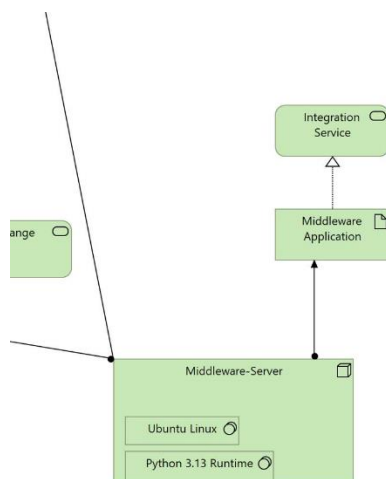 Integration
Service
Middleware
Application
ange
Middleware-Server
Ubuntu Linux
Python 3.13 Runtime